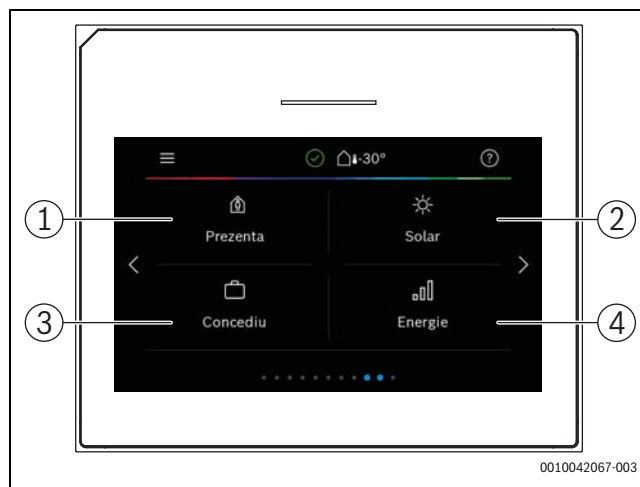 -30°
?
1
Prezenta
Solar
2
3
Concediu
Energie
4
0010042067-003